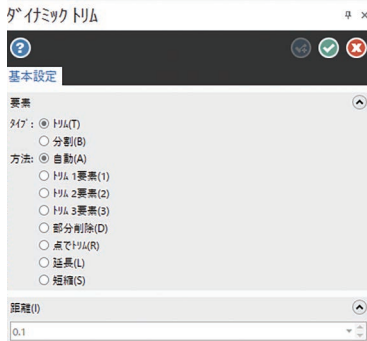 ﾀﾞｲﾅﾐｯｸ ﾄﾘﾑ
基本設定
要素
ﾀｲﾌﾟ: ﾄﾘﾑ(T)
分割(B)
方法: 自動(A)
ﾄﾘﾑ 1要素(1)
ﾄﾘﾑ 2要素(2)
ﾄﾘﾑ 3要素(3)
部分削除(D)
点でﾄﾘﾑ(R)
延長(L)
短縮(S)
距離(I)
0.1